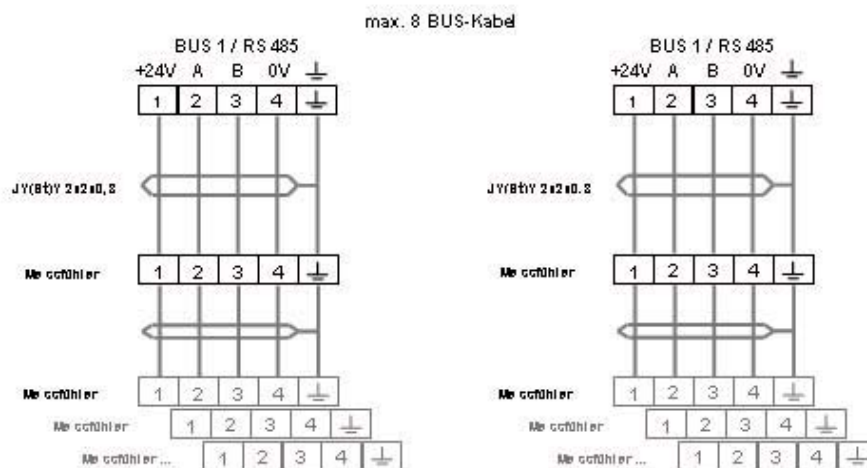 max. 8 BUS-Kabel
BUS 1 / RS 485
+24V A B 0V
1 2 3 4
JY(St)Y 2x2x0,8
Messfühler
1 2 3 4
Messfühler
1 2 3 4
Messfühler
1 2 3 4
Messfühler ...
1 2 3 4
BUS 1 / RS 485
+24V A B 0V
1 2 3 4
JY(St)Y 2x2x0.8
Messfühler
1 2 3 4
Messfühler
1 2 3 4
Messfühler
1 2 3 4
Messfühler ...
1 2 3 4